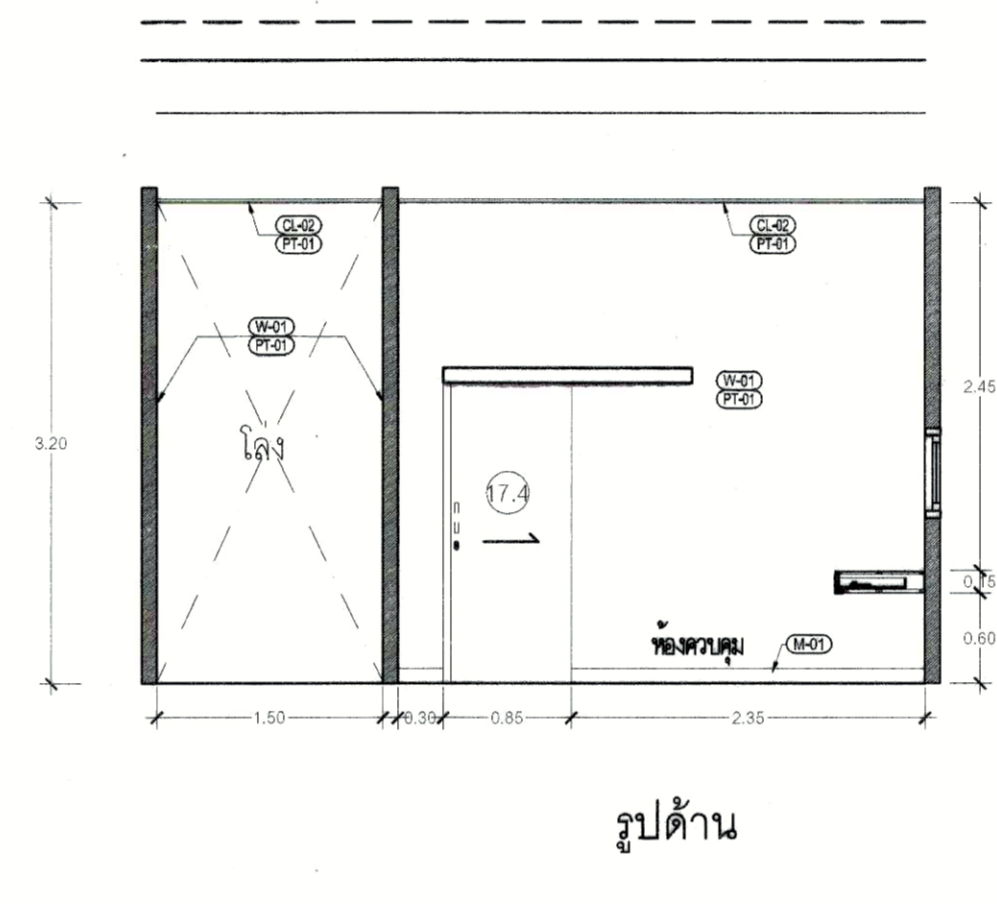 CL-02
PT-01
CL-02
PT-01
W-01
PT-01
W-01
PT-01
2.45
3.20
โล่ง
17.4
0.15
0.60
ห้องควบคุม
M-01
1.50
0.30
0.85
2.35
รูปด้าน